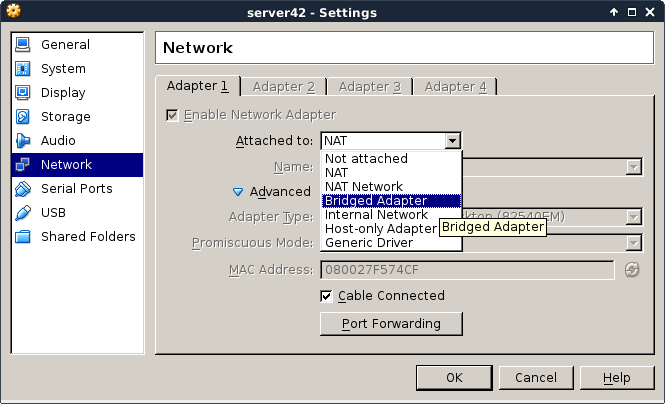 server42 - Settings
General
System
Display
Storage
Audio
Network
Serial Ports
USB
Shared Folders
Network
Adapter 1 Adapter 2 Adapter 3 Adapter 4
Enable Network Adapter
Attached to: NAT
Not attached
Name:
NAT
NAT Network
Advanced
Bridged Adapter
Internal Network
Adapter Type: (82540EM)
Host-only Adapter
Bridged Adapter
Generic Driver
Promiscuous Mode:
MAC Address: 080027F574CF
Cable Connected
Port Forwarding
OK Cancel Help